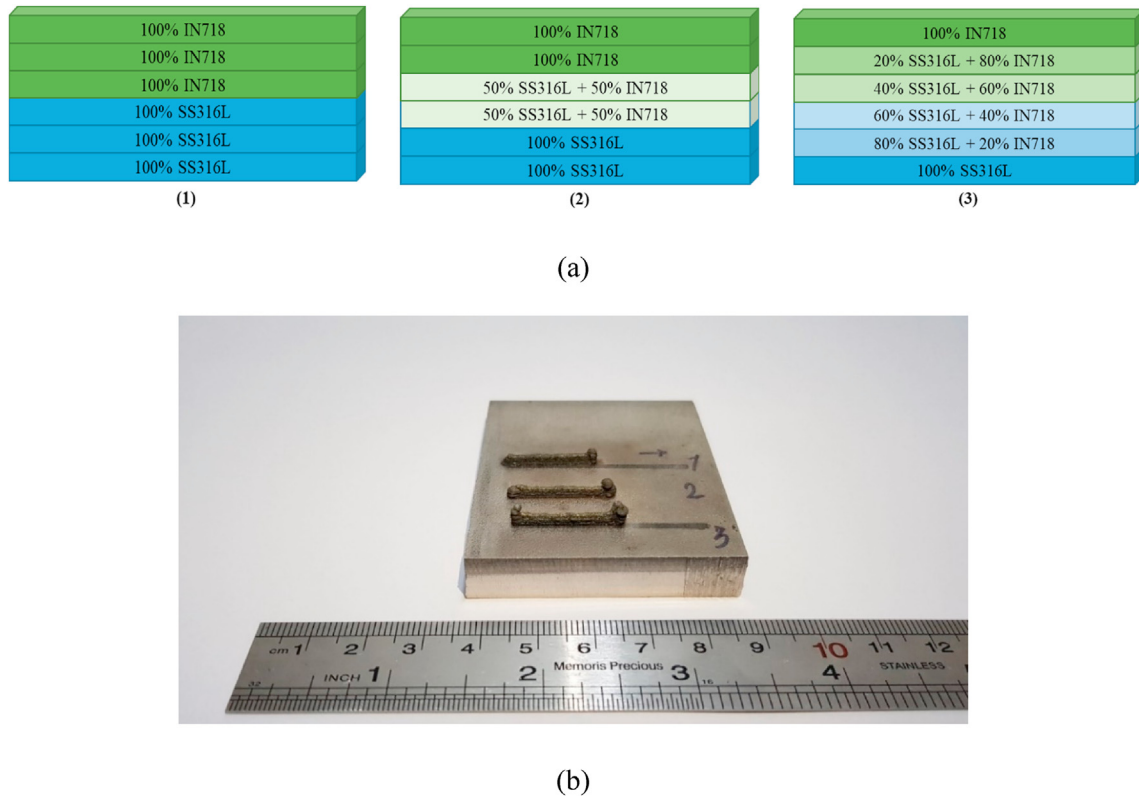 100% IN718
100% IN718
100% IN718
100% SS316L
100% SS316L
100% SS316L
(1)
100% IN718
100% IN718
50% SS316L + 50% IN718
50% SS316L + 50% IN718
100% SS316L
100% SS316L
(2)
100% IN718
20% SS316L + 80% IN718
40% SS316L + 60% IN718
60% SS316L + 40% IN718
80% SS316L + 20% IN718
100% SS316L
(3)
(a)
1
2
3
cm 1 2 3 4 5 6 7 8 9 10 11 12
Memoris Precious
STAINLESS
32 INCH 1 2 3 16 4
(b)